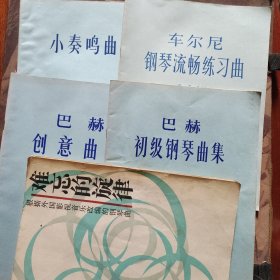 小奏鸣曲
车尔尼
钢琴流畅练习曲
巴赫
创意曲
巴赫
初级钢琴曲集
难忘的旋律